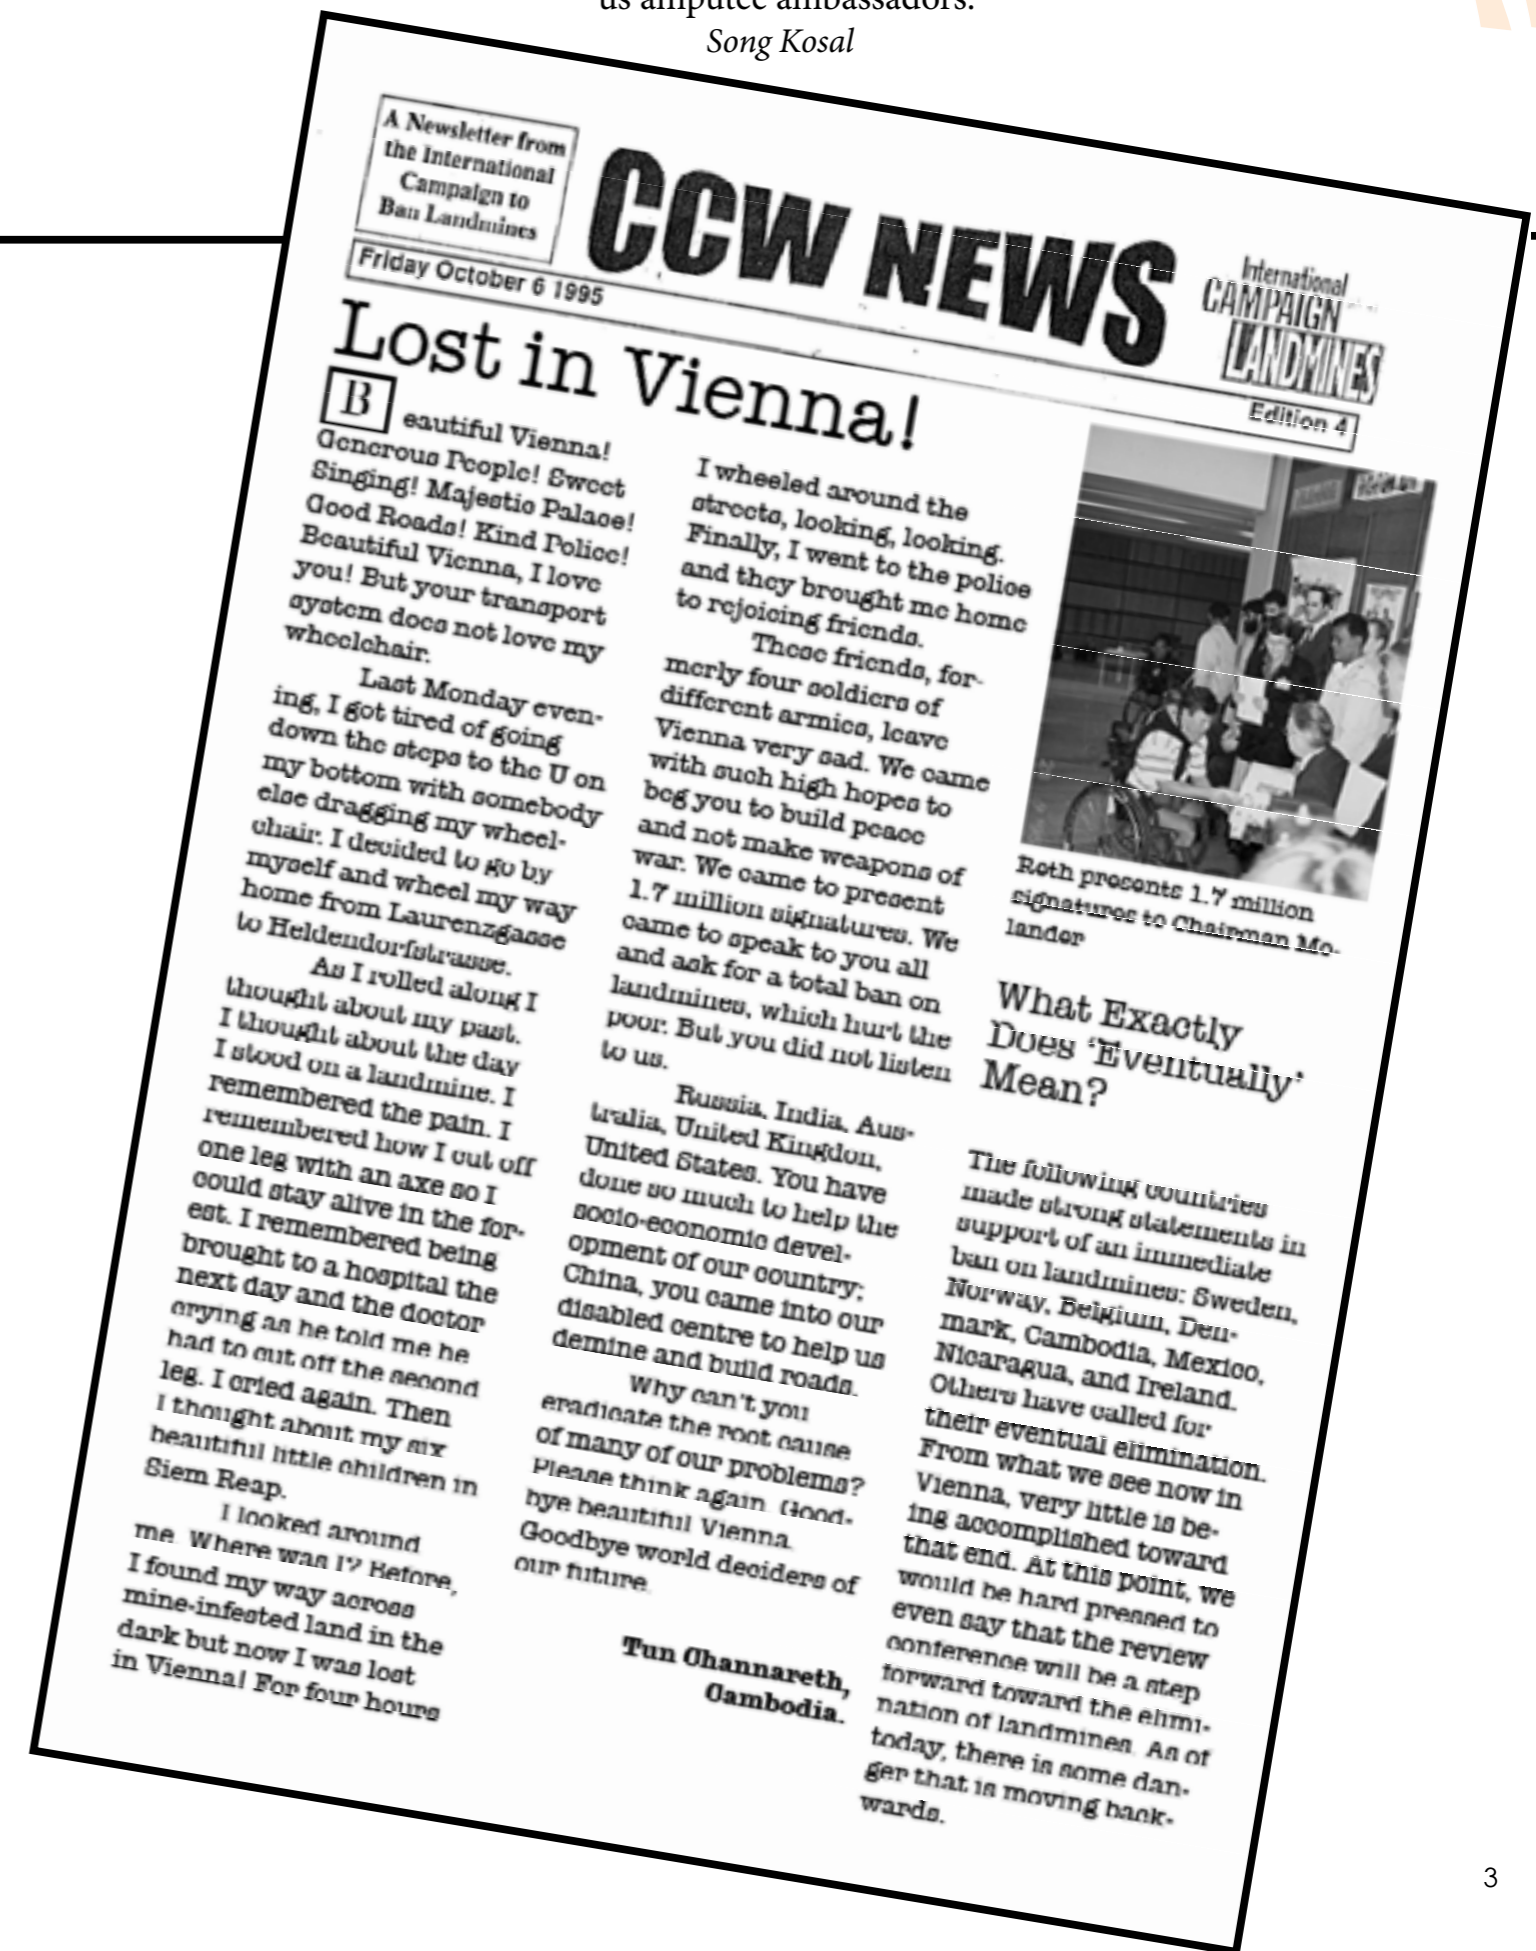 us amputee ambassadors.
Song Kosal
A Newsletter from
the International
Campaign to
Ban Landmines
CCW NEWS
International
CAMPAIGN
LANDMINES
Friday October 6 1995
Edition 4
Lost in Vienna!
Beautiful Vienna!
Generous People! Sweet
Singing! Majestic Palace!
Good Roads! Kind Police!
Beautiful Vienna, I love
you! But your transport
system does not love my
wheelchair.
Last Monday even-
ing, I got tired of going
down the steps to the U on
my bottom with somebody
else dragging my wheel-
chair. I decided to go by
myself and wheel my way
home from Laurenzgasse
to Heldendorfstrasse.
As I rolled along I
thought about my past.
I thought about the day
I stood on a landmine. I
remembered the pain. I
remembered how I cut off
one leg with an axe so I
could stay alive in the for-
est. I remembered being
brought to a hospital the
next day and the doctor
crying as he told me he
had to cut off the second
leg. I cried again. Then
I thought about my six
beautiful little children in
Siem Reap.
I looked around
me. Where was I? Before,
I found my way across
mine-infested land in the
dark but now I was lost
in Vienna! For four hours
I wheeled around the
streets, looking, looking.
Finally, I went to the police
and they brought me home
to rejoicing friends.
These friends, for-
merly four soldiers of
different armies, leave
Vienna very sad. We came
with such high hopes to
beg you to build peace
and not make weapons of
war. We came to present
1.7 million signatures. We
came to speak to you all
and ask for a total ban on
landmines, which hurt the
poor. But you did not listen
to us.
Russia, India, Aus-
tralia, United Kingdon,
United States. You have
done so much to help the
socio-economic devel-
opment of our country;
China, you came into our
disabled centre to help us
demine and build roads.
Why can't you
eradicate the root cause
of many of our problems?
Please think again. Good-
bye beautiful Vienna.
Goodbye world deciders of
our future.
Tun Channareth,
Cambodia.
Reth presents 1.7 million
signatures to Chairman Mo-
lander
What Exactly
Does 'Eventually'
Mean?
The following countries
made strong statements in
support of an immediate
ban on landmines: Sweden,
Norway, Belgium, Den-
mark, Cambodia, Mexico,
Nicaragua, and Ireland.
Others have called for
their eventual elimination.
From what we see now in
Vienna, very little is be-
ing accomplished toward
that end. At this point, we
would be hard pressed to
even say that the review
conference will be a step
forward toward the elimi-
nation of landmines. As of
today, there is some dan-
ger that is moving back-
wards.
3